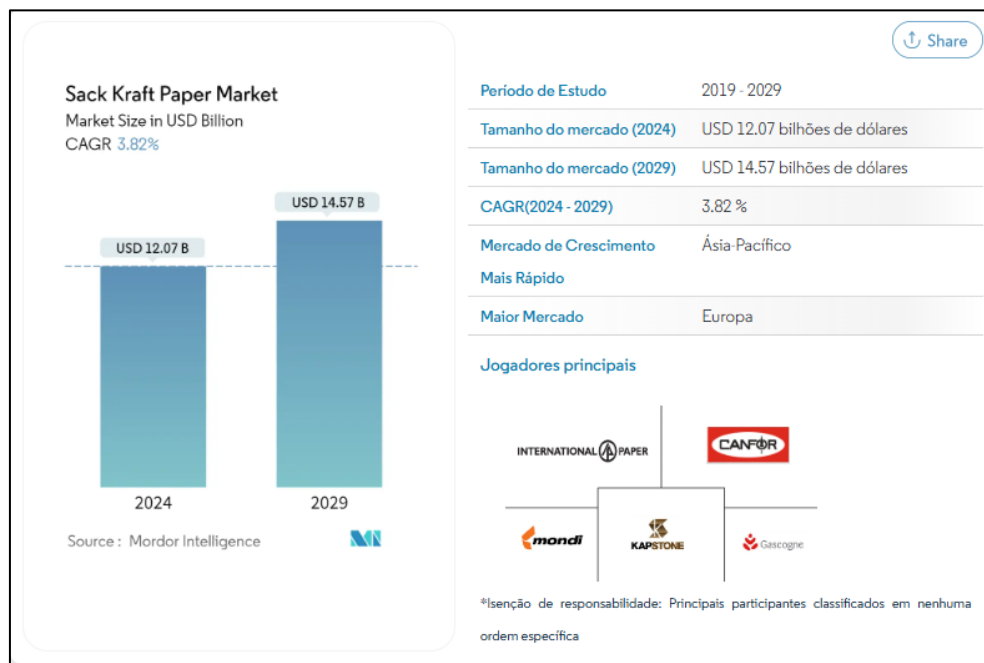 Share
Sack Kraft Paper Market
Market Size in USD Billion
CAGR 3.82%
USD 14.57 B
USD 12.07 B
2024
2029
Source : Mordor Intelligence
Período de Estudo 2019 - 2029
Tamanho do mercado (2024) USD 12.07 bilhões de dólares
Tamanho do mercado (2029) USD 14.57 bilhões de dólares
CAGR(2024 - 2029) 3.82 %
Mercado de Crescimento Ásia-Pacífico
Mais Rápido
Maior Mercado Europa
Jogadores principais
INTERNATIONAL PAPER
CANFOR
mondi
KAPSTONE
Gascogne
*Isenção de responsabilidade: Principais participantes classificados em nenhuma
ordem específica